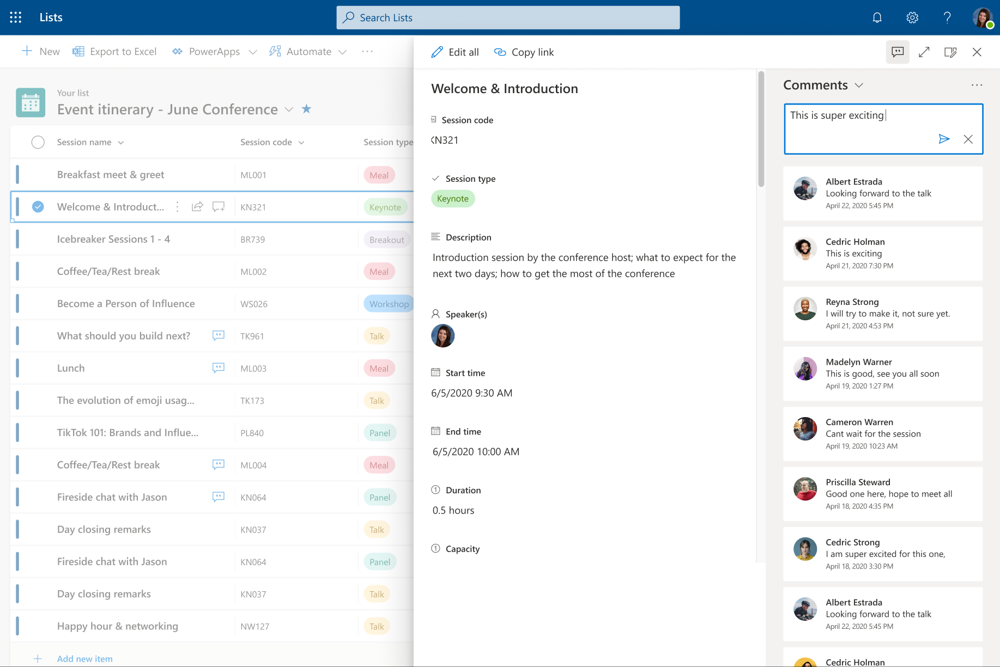 Lists
Search Lists
New
Export to Excel
PowerApps
Automate
Edit all
Copy link
Your list
Event itinerary - June Conference
Session name
Session code
Session type
Breakfast meet & greet
ML001
Meal
Welcome & Introduct...
KN321
Keynote
Icebreaker Sessions 1 - 4
BR739
Breakout
Coffee/Tea/Rest break
ML002
Meal
Become a Person of Influence
WS026
Workshop
What should you build next?
TK961
Talk
Lunch
ML003
Meal
The evolution of emoji usag...
TK173
Talk
TikTok 101: Brands and Influe...
PL840
Panel
Coffee/Tea/Rest break
ML004
Meal
Fireside chat with Jason
KN064
Panel
Day closing remarks
KN037
Talk
Fireside chat with Jason
KN064
Panel
Day closing remarks
KN037
Talk
Happy hour & networking
NW127
Talk
Add new item
Welcome & Introduction
Session code
KN321
Session type
Keynote
Description
Introduction session by the conference host; what to expect for the
next two days; how to get the most of the conference
Speaker(s)
Start time
6/5/2020 9:30 AM
End time
6/5/2020 10:00 AM
Duration
0.5 hours
Capacity
Comments
This is super exciting
Albert Estrada
Looking forward to the talk
April 22, 2020 5:45 PM
Cedric Holman
This is exciting
April 21, 2020 7:30 PM
Reyna Strong
I will try to make it, not sure yet.
April 21, 2020 4:53 PM
Madelyn Warner
This is good, see you all soon
April 19, 2020 1:27 PM
Cameron Warren
Cant wait for the session
April 19, 2020 10:23 AM
Priscilla Steward
Good one here, hope to meet all
April 18, 2020 4:35 PM
Cedric Strong
I am super excited for this one,
April 18, 2020 3:30 PM
Albert Estrada
Looking forward to the talk
April 22, 2020 5:45 PM
Cedric Holman